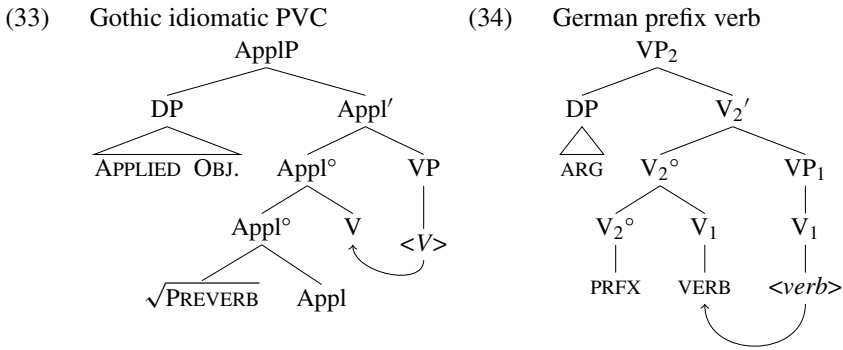 (33) Gothic idiomatic PVC (34) German prefix verb
ApplP VP₂
DP Appl′ DP V₂′
APPLIED OBJ. Appl° VP ARG V₂° VP₁
Appl° V <V> V₂° V₁ V₁
√PREVERB Appl PRFX VERB <verb>